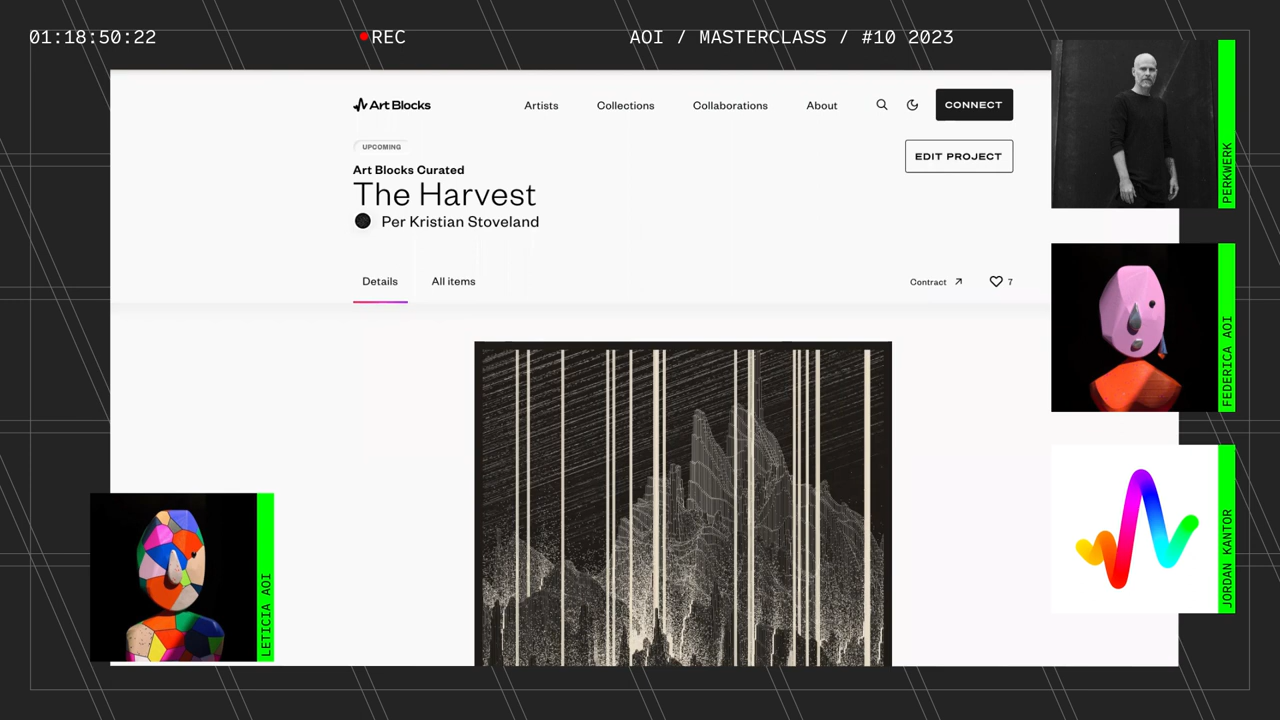 01:18:50:22
REC
AOI / MASTERCLASS / #10 2023
Art Blocks
Artists
Collections
Collaborations
About
CONNECT
UPCOMING
EDIT PROJECT
Art Blocks Curated
The Harvest
Per Kristian Stoveland
Details
All items
Contract
7
PERKWERK
FEDERICA AOI
JORDAN KANTOR
LETICIA AOI